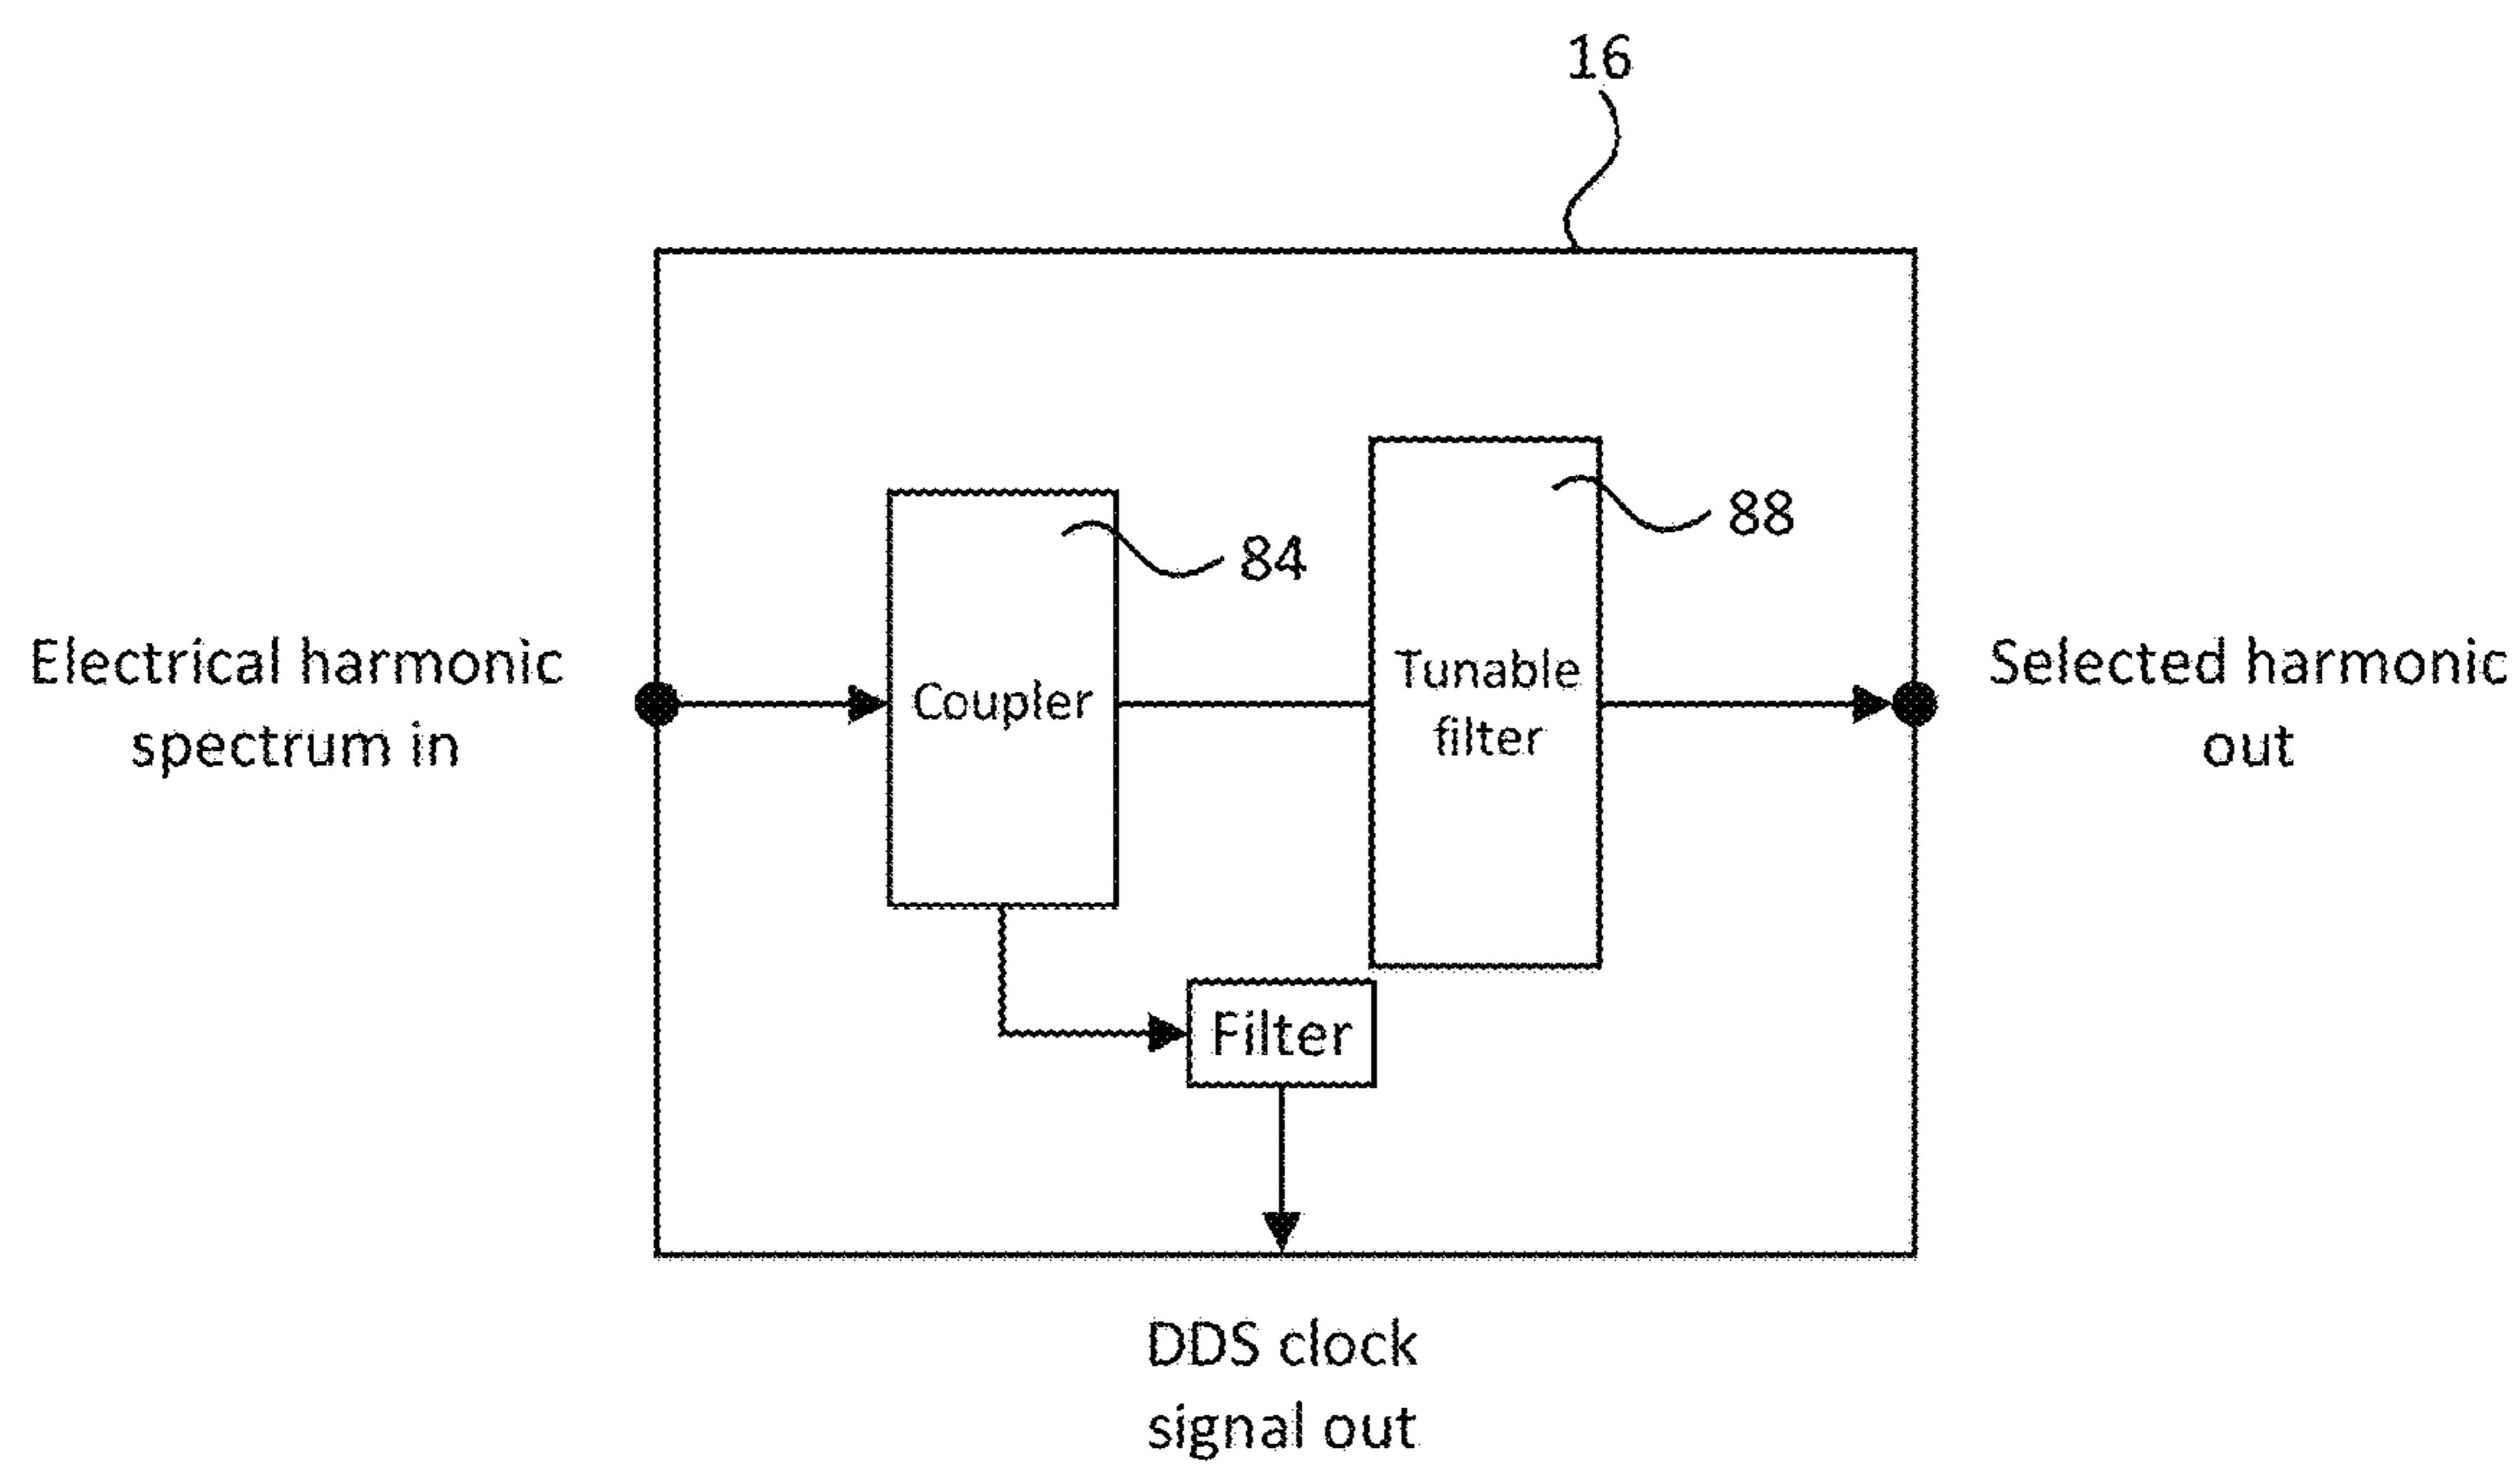 16
88
84
Electrical harmonic
spectrum in
Coupler
Tunable
filter
Selected harmonic
out
Filter
DDS clock
signal out